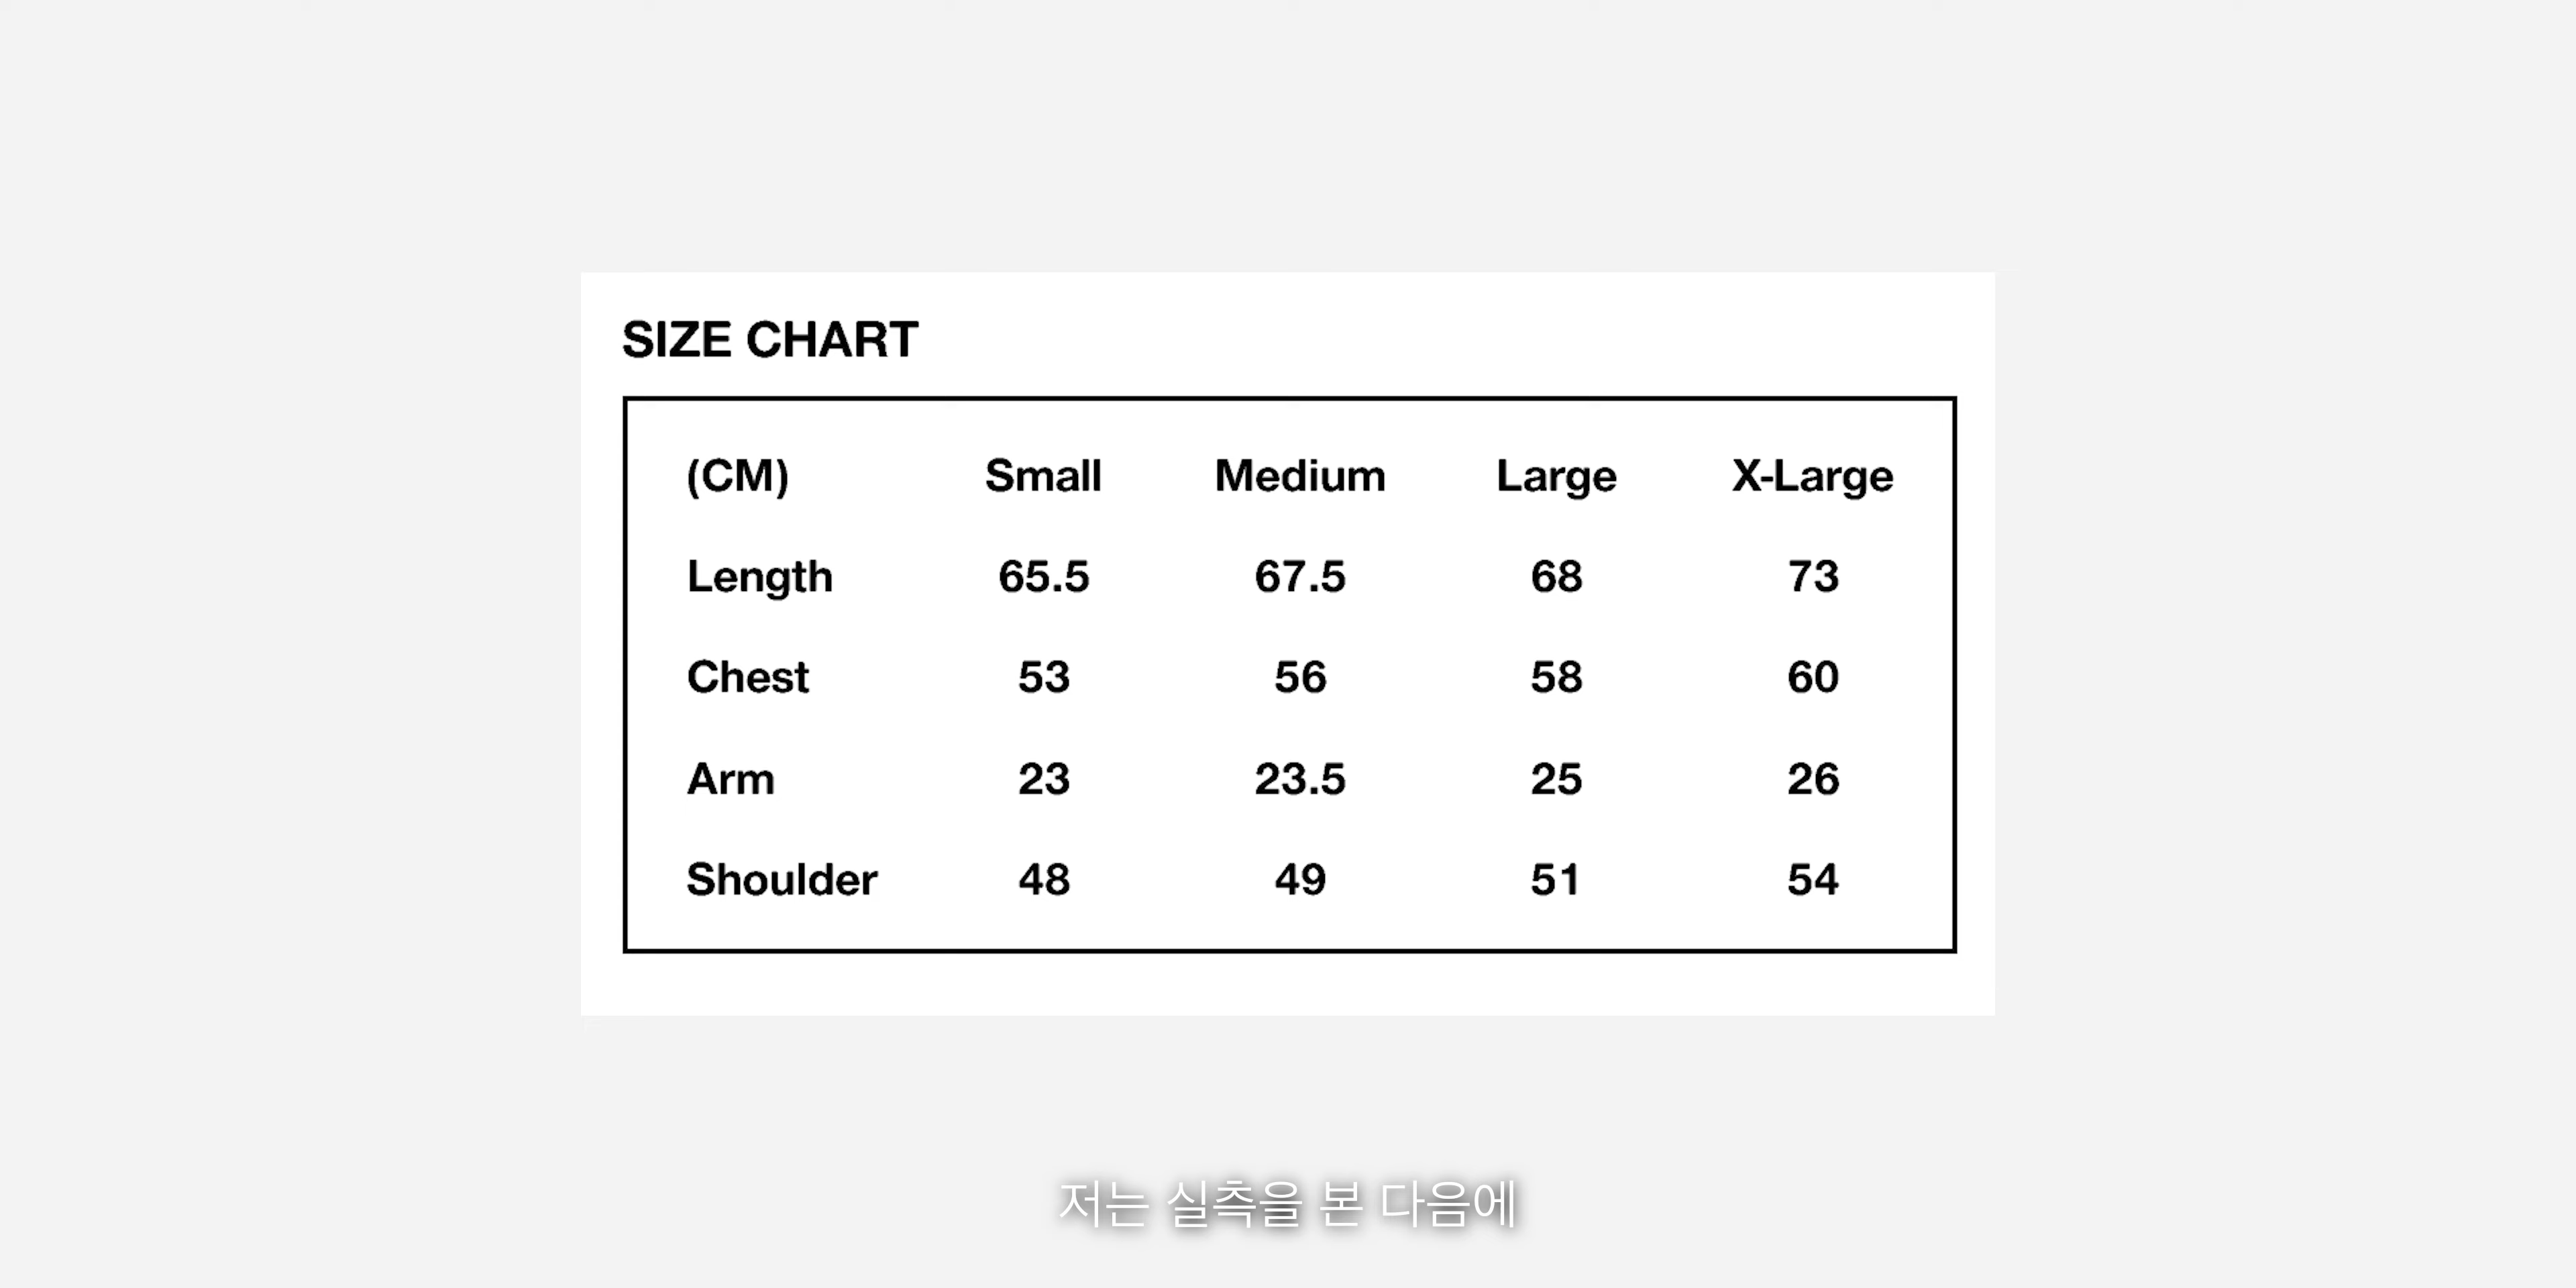 SIZE CHART
(CM) Small Medium Large X-Large
Length 65.5 67.5 68 73
Chest 53 56 58 60
Arm 23 23.5 25 26
Shoulder 48 49 51 54
저는 실측을 본 다음에